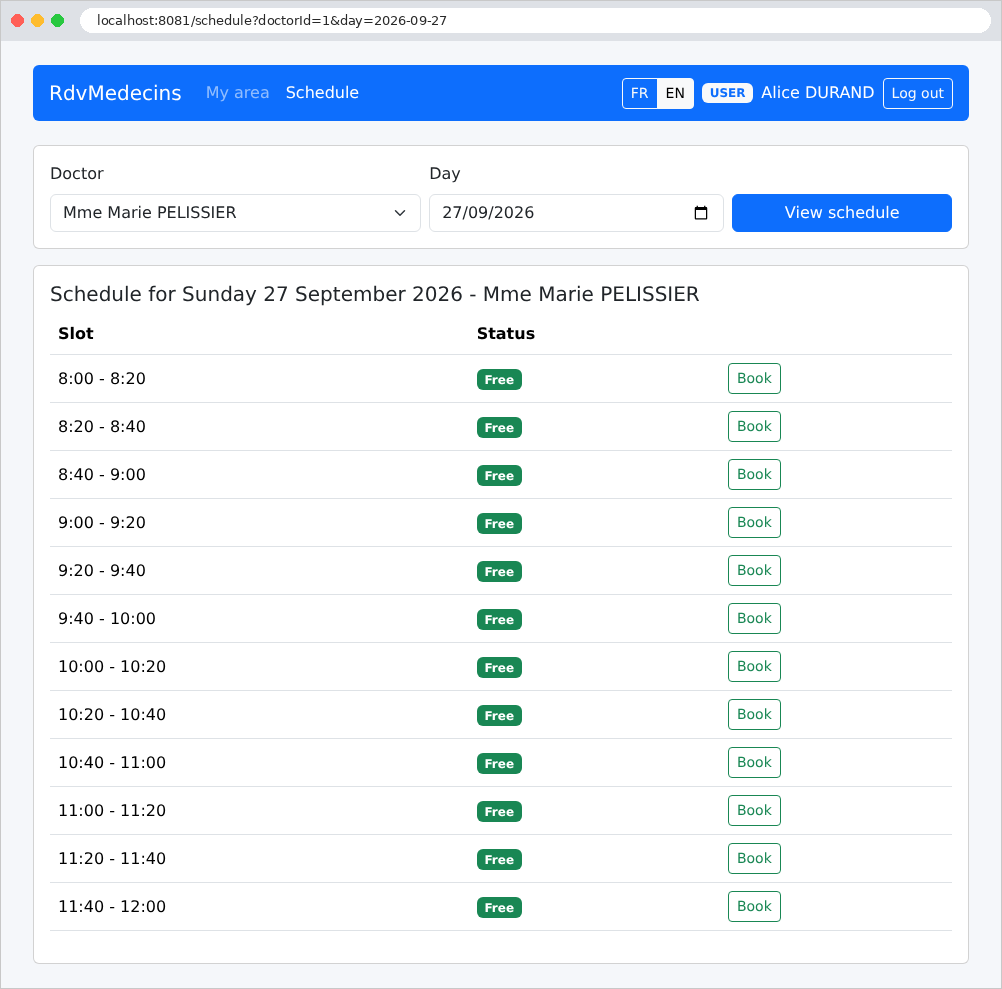 localhost:8081/schedule?doctorId=1&day=2026-09-27
RdvMedecins My area Schedule FR EN USER Alice DURAND Log out
Doctor Day
Mme Marie PELISSIER 27/09/2026 View schedule
Schedule for Sunday 27 September 2026 - Mme Marie PELISSIER
Slot Status
8:00 - 8:20 Free Book
8:20 - 8:40 Free Book
8:40 - 9:00 Free Book
9:00 - 9:20 Free Book
9:20 - 9:40 Free Book
9:40 - 10:00 Free Book
10:00 - 10:20 Free Book
10:20 - 10:40 Free Book
10:40 - 11:00 Free Book
11:00 - 11:20 Free Book
11:20 - 11:40 Free Book
11:40 - 12:00 Free Book